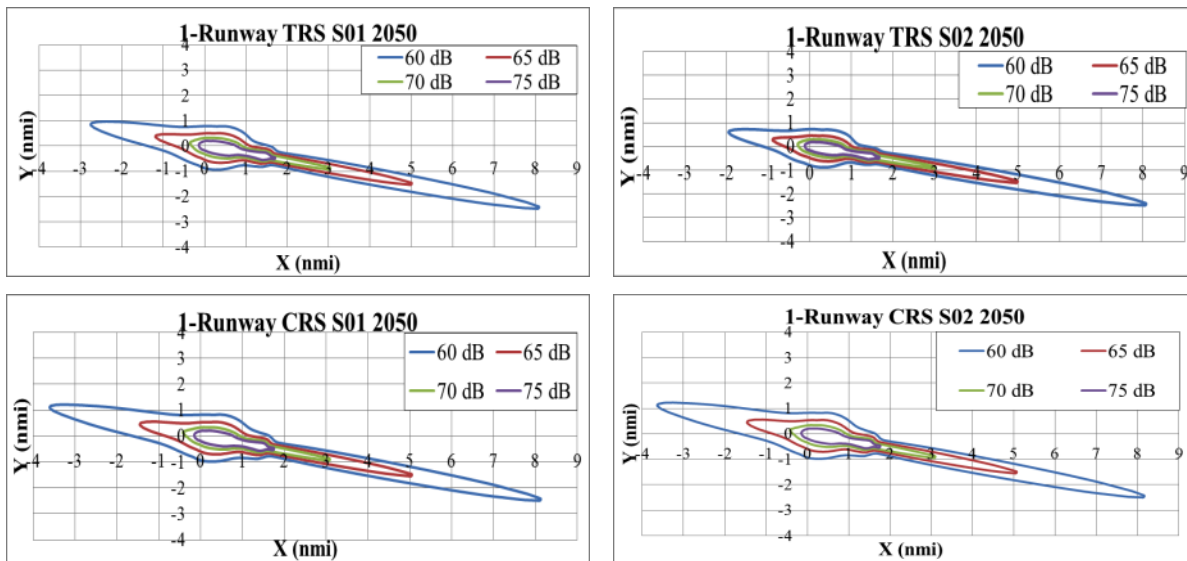 1-Runway TRS S01 2050
60 dB 65 dB
70 dB 75 dB
4
3
2
1
0
-1
-2
-3
-4
-4 -3 -2 -1 0 1 2 3 4 5 6 7 8 9
Y (nmi)
X (nmi)
1-Runway TRS S02 2050
60 dB 65 dB
70 dB 75 dB
4
3
2
1
0
-1
-2
-3
-4
-4 -3 -2 -1 0 1 2 3 4 5 6 7 8 9
Y (nmi)
X (nmi)
1-Runway CRS S01 2050
60 dB 65 dB
70 dB 75 dB
4
3
2
1
0
-1
-2
-3
-4
-4 -3 -2 -1 0 1 2 3 4 5 6 7 8 9
Y (nmi)
X (nmi)
1-Runway CRS S02 2050
60 dB 65 dB
70 dB 75 dB
4
3
2
1
0
-1
-2
-3
-4
-4 -3 -2 -1 0 1 2 3 4 5 6 7 8 9
Y (nmi)
X (nmi)